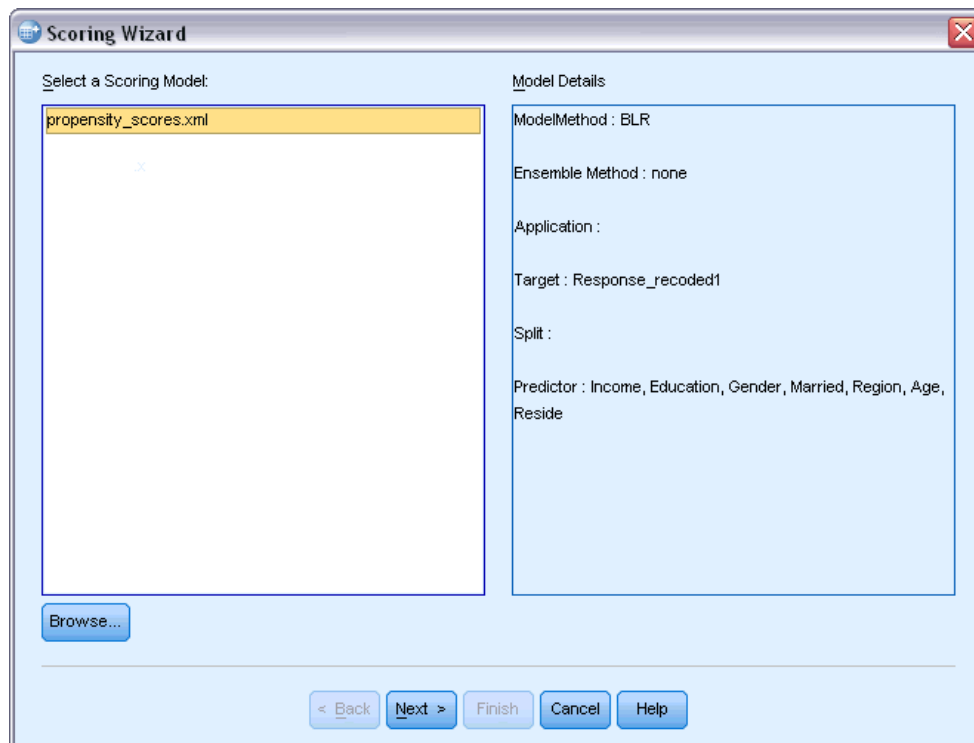 Scoring Wizard
Select a Scoring Model:
propensity_scores.xml
.x
Model Details
ModelMethod : BLR
Ensemble Method : none
Application :
Target : Response_recoded1
Split :
Predictor : Income, Education, Gender, Married, Region, Age,
Reside
Browse...
< Back
Next >
Finish
Cancel
Help